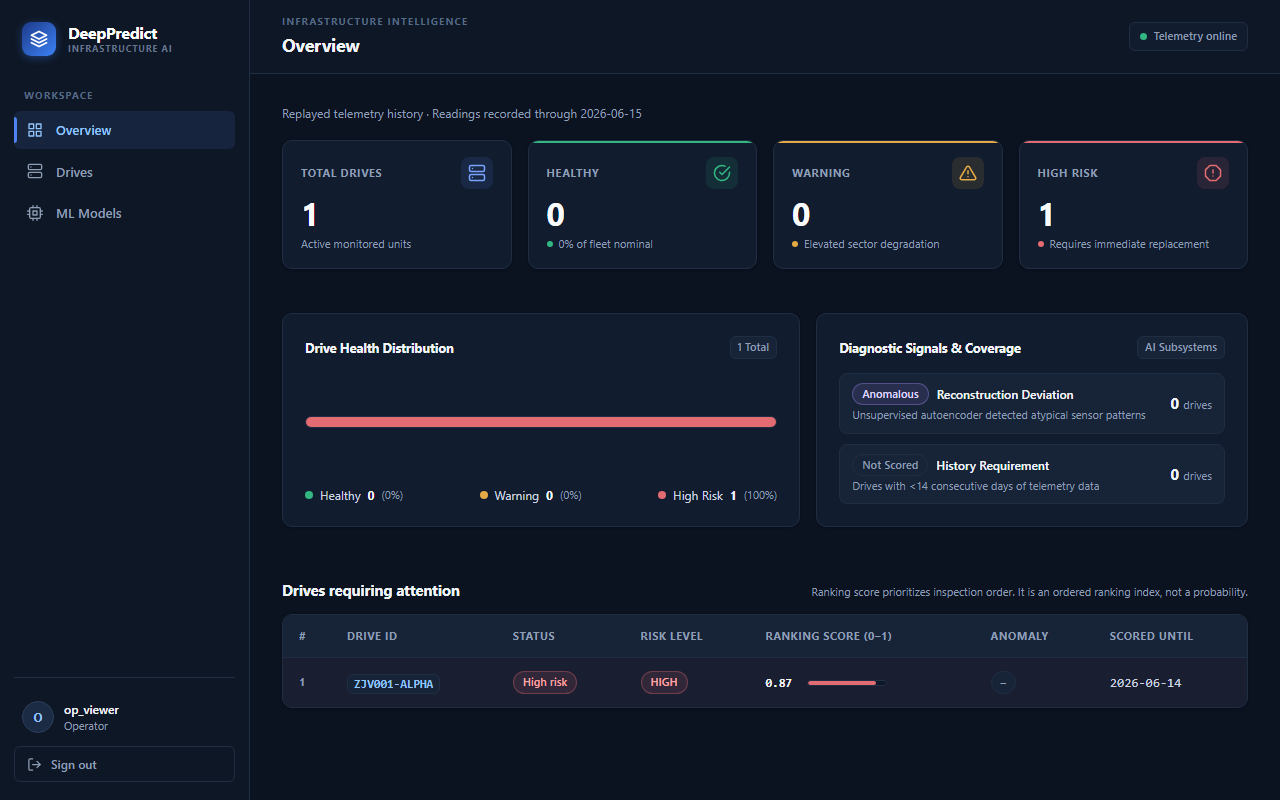 DeepPredict
INFRASTRUCTURE AI
WORKSPACE
Overview
Drives
ML Models
op_viewer
O
Operator
Sign out
INFRASTRUCTURE INTELLIGENCE
Overview
Telemetry online
Replayed telemetry history · Readings recorded through 2026-06-15
TOTAL DRIVES
1
Active monitored units
HEALTHY
0
0% of fleet nominal
WARNING
0
Elevated sector degradation
HIGH RISK
1
Requires immediate replacement
Drive Health Distribution
1 Total
Healthy 0 (0%)
Warning 0 (0%)
High Risk 1 (100%)
Diagnostic Signals & Coverage
AI Subsystems
Anomalous Reconstruction Deviation
Unsupervised autoencoder detected atypical sensor patterns
0 drives
Not Scored History Requirement
Drives with <14 consecutive days of telemetry data
0 drives
Drives requiring attention
Ranking score prioritizes inspection order. It is an ordered ranking index, not a probability.
# DRIVE ID STATUS RISK LEVEL RANKING SCORE (0–1) ANOMALY SCORED UNTIL
1 ZJV001-ALPHA High risk HIGH 0.87 – 2026-06-14